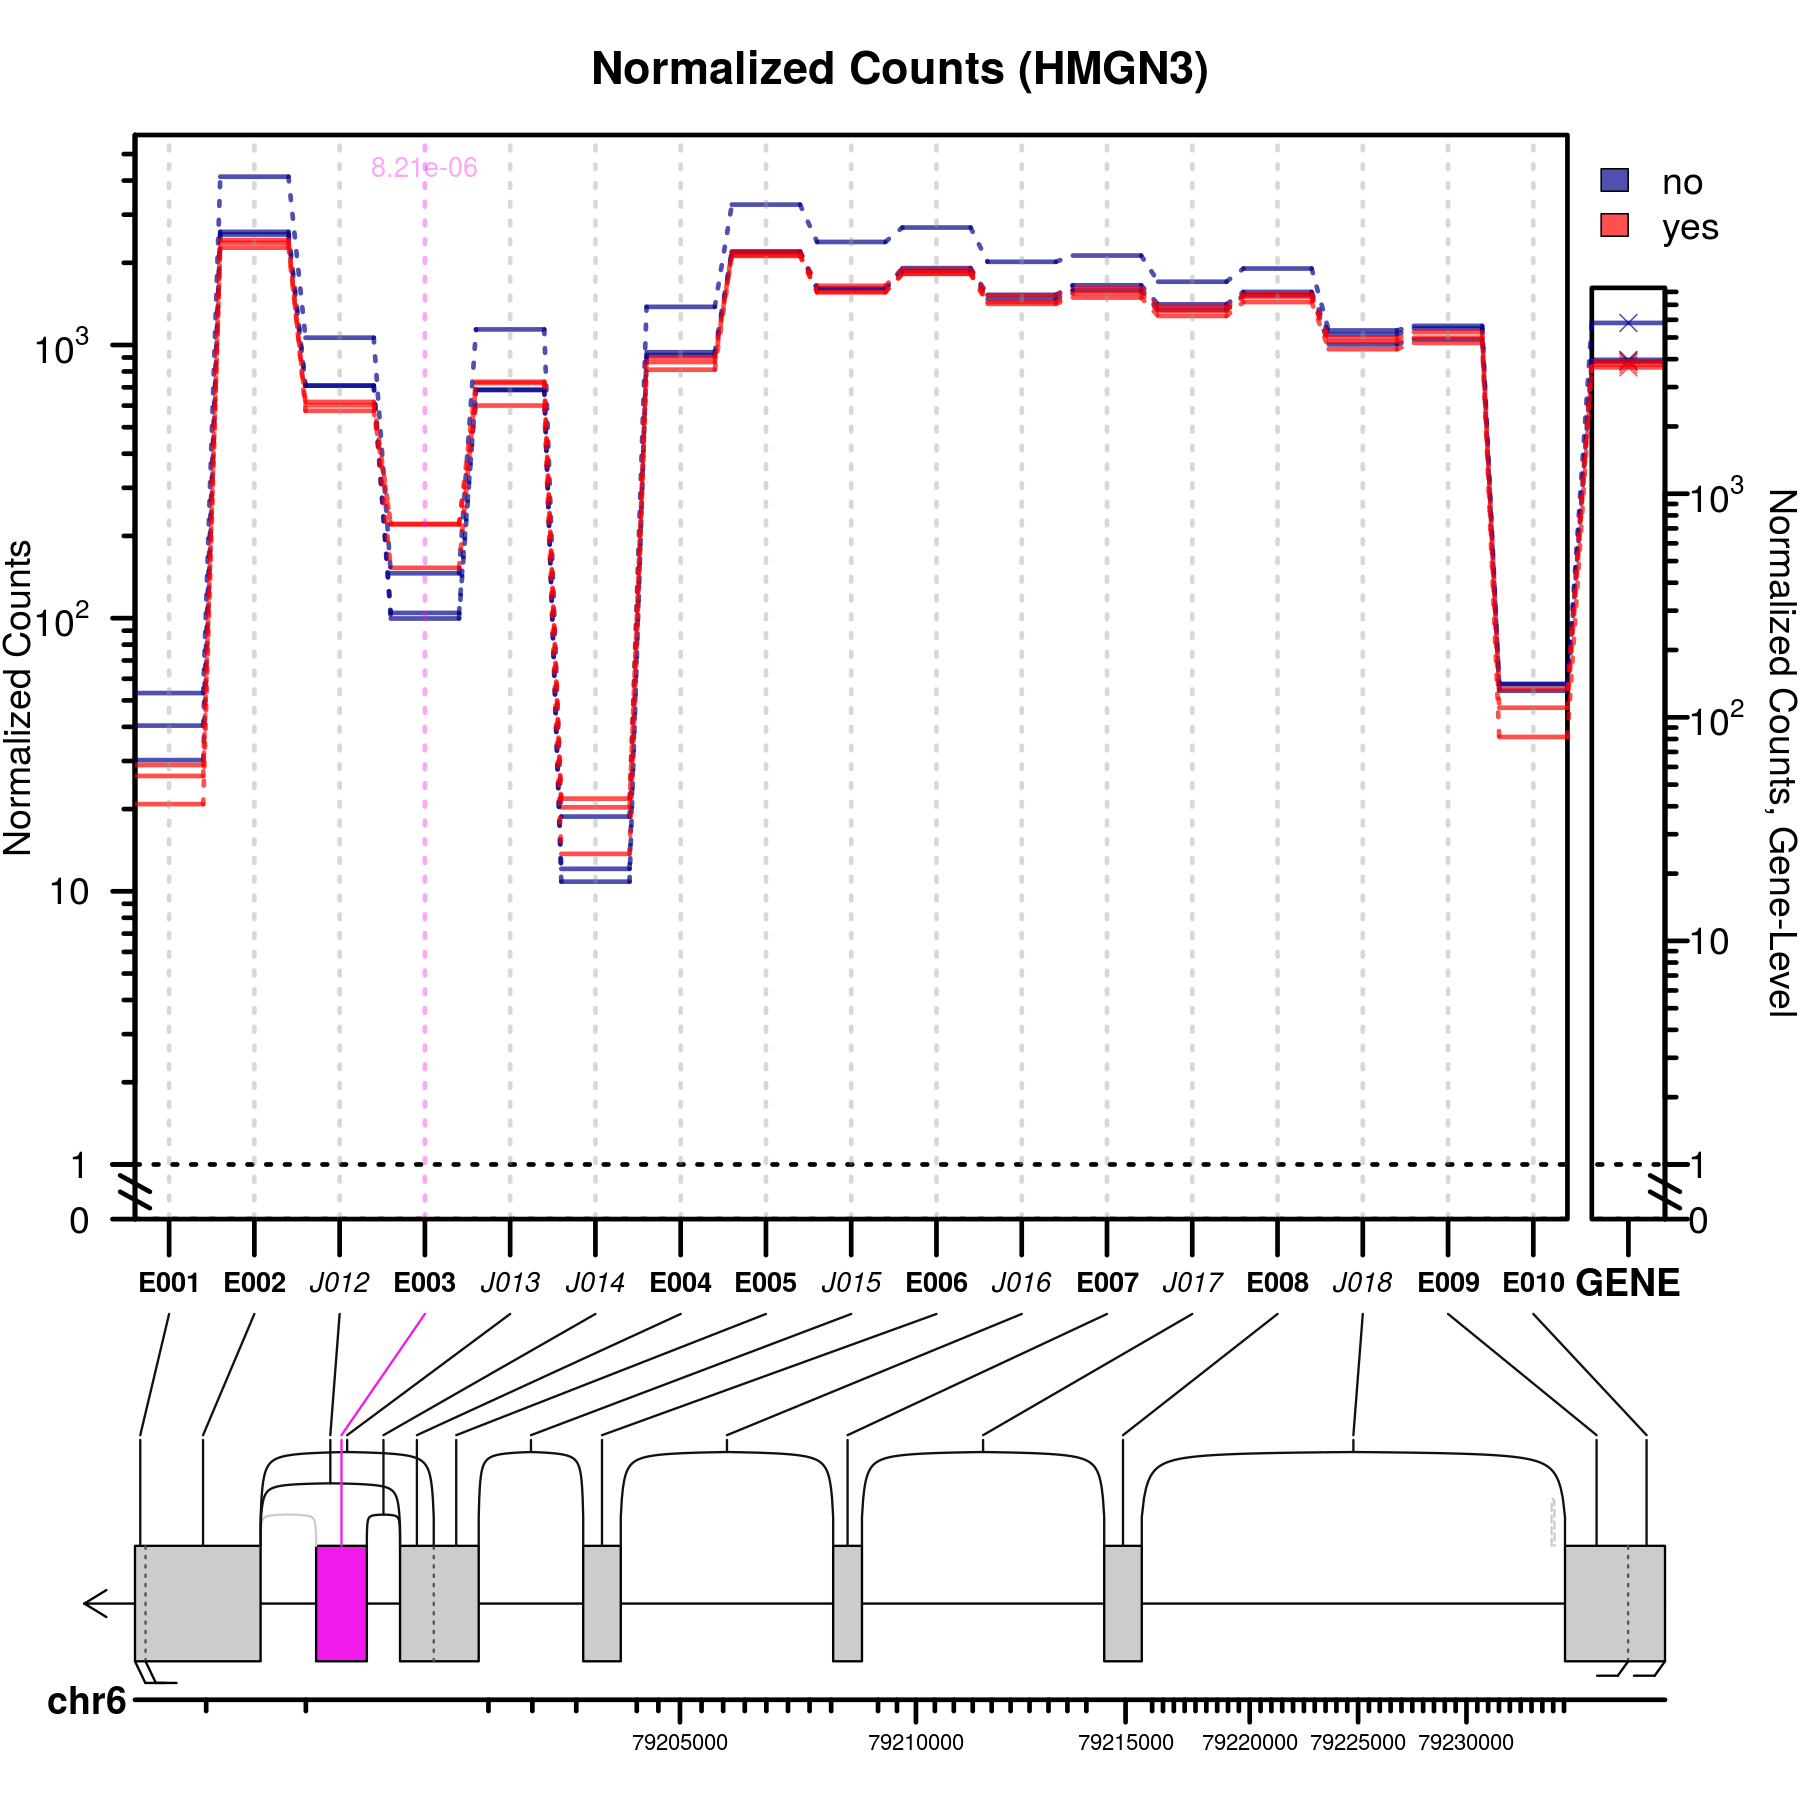 Normalized Counts (HMGN3)
8.21e-06
no
yes
Normalized Counts
10³
10²
10
1
0
10³
10²
10
1
0
Normalized Counts, Gene-Level
E001 E002 J012 E003 J013 J014 E004 E005 J015 E006 J016 E007 J017 E008 J018 E009 E010 GENE
chr6
79205000 79210000 79215000 79220000 79225000 79230000